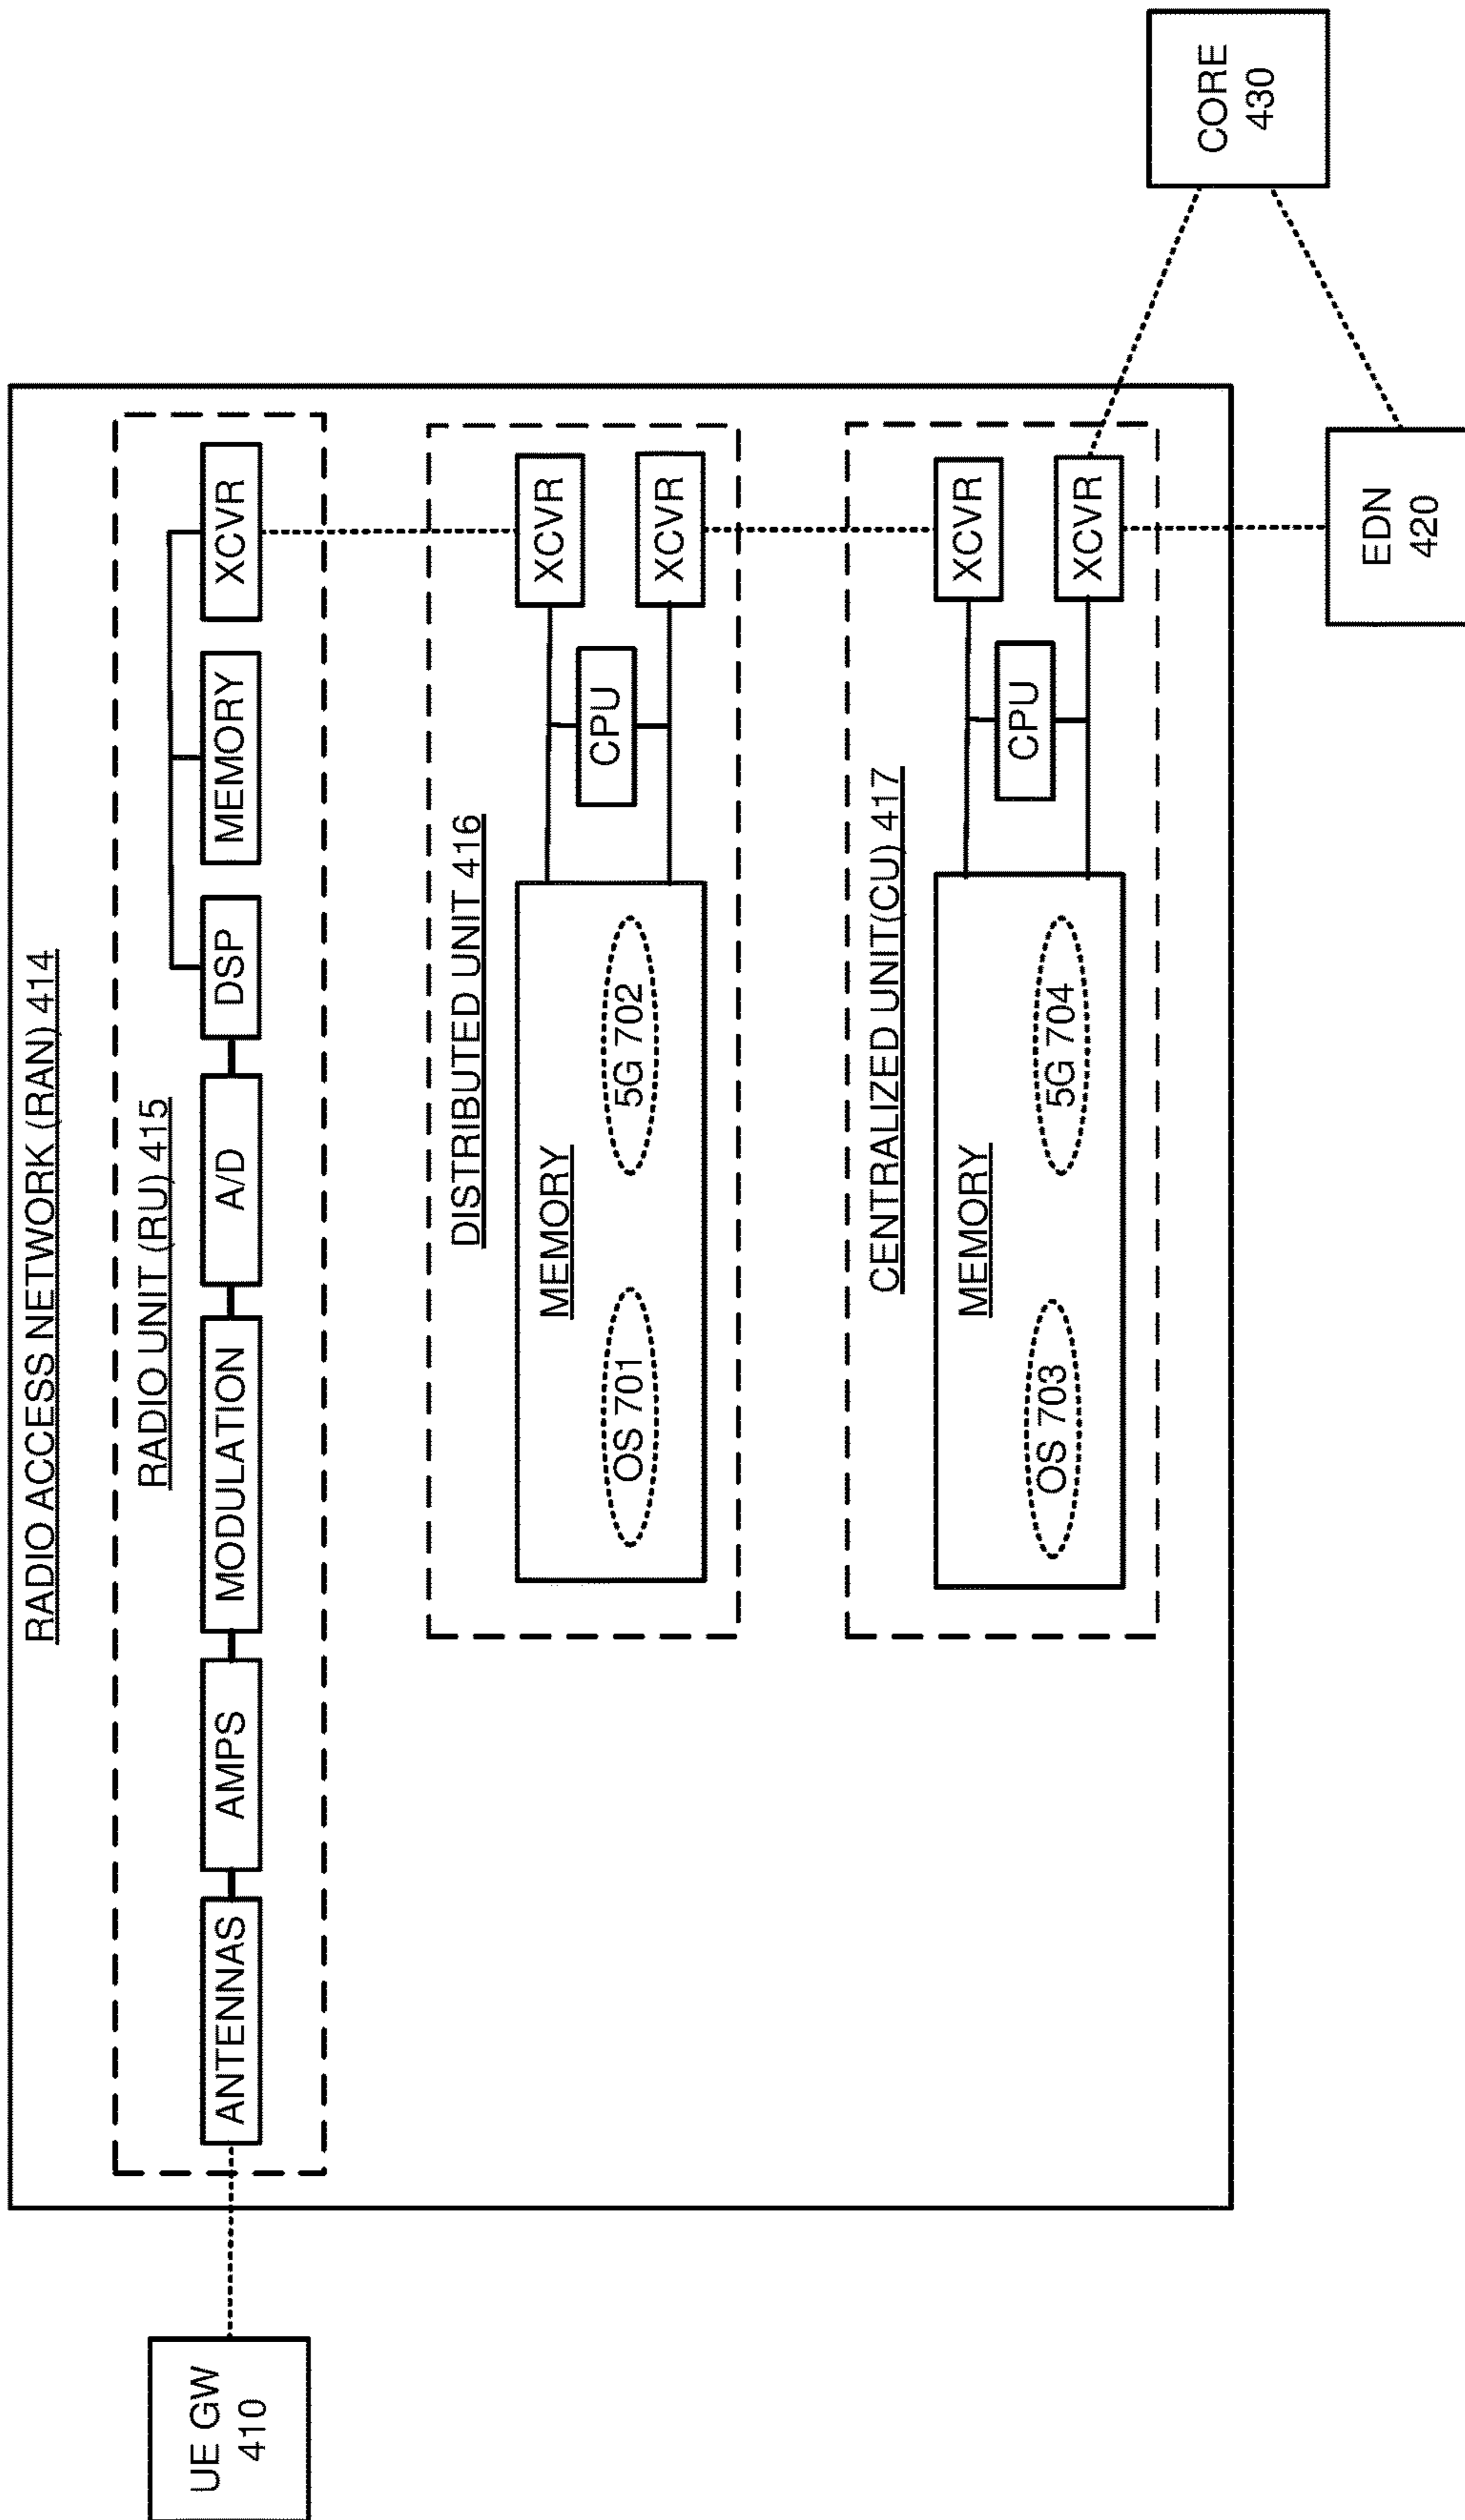 RADIO ACCESS NETWORK (RAN) 414
RADIO UNIT (RU) 415
UE GW
410
ANTENNAS
AMPS
MODULATION
A/D
DSP
MEMORY
XCVR
DISTRIBUTED UNIT 416
MEMORY
OS 701
5G 702
CPU
XCVR
XCVR
CENTRALIZED UNIT(CU) 417
MEMORY
OS 703
5G 704
CPU
XCVR
XCVR
CORE
430
EDN
420